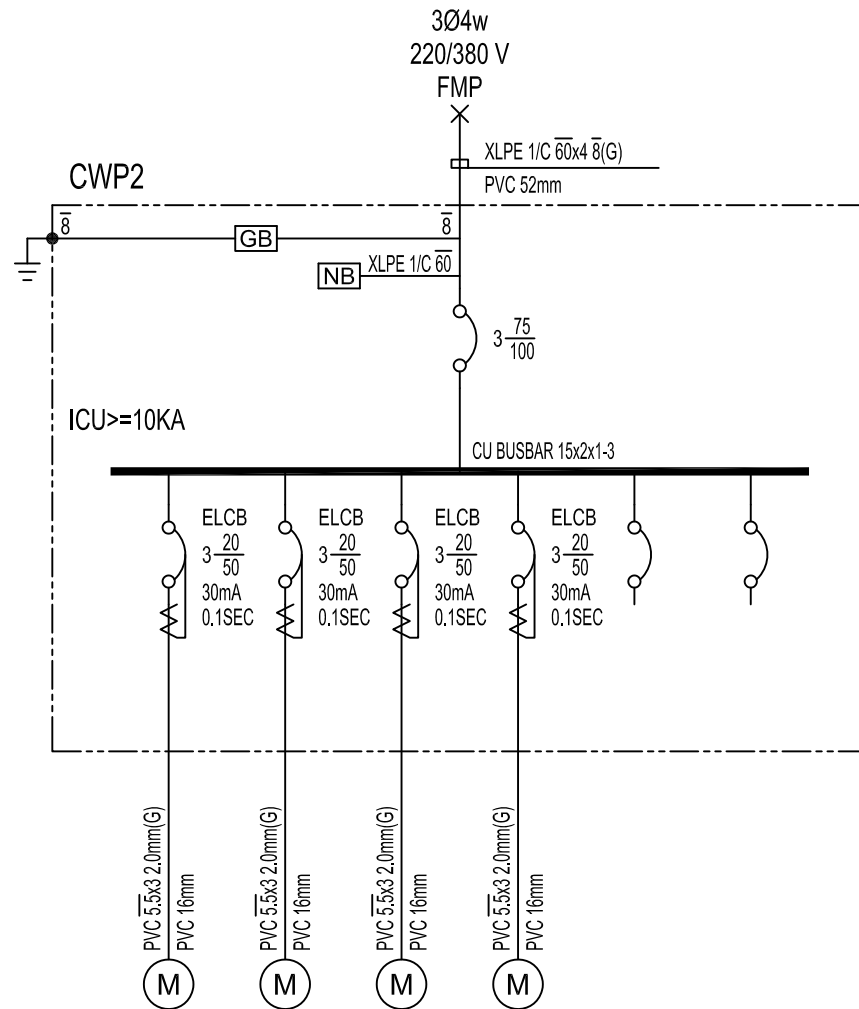 3Ø4w
220/380 V
FMP
XLPE 1/C 60x4 8(G)
PVC 52mm
CWP2
8
GB
8
NB
XLPE 1/C 60
3 75/100
ICU>=10KA
CU BUSBAR 15x2x1-3
ELCB
3 20/50
30mA
0.1SEC
ELCB
3 20/50
30mA
0.1SEC
ELCB
3 20/50
30mA
0.1SEC
ELCB
3 20/50
30mA
0.1SEC
PVC 5.5x3 2.0mm(G)
PVC 16mm
PVC 5.5x3 2.0mm(G)
PVC 16mm
PVC 5.5x3 2.0mm(G)
PVC 16mm
PVC 5.5x3 2.0mm(G)
PVC 16mm
M
M
M
M